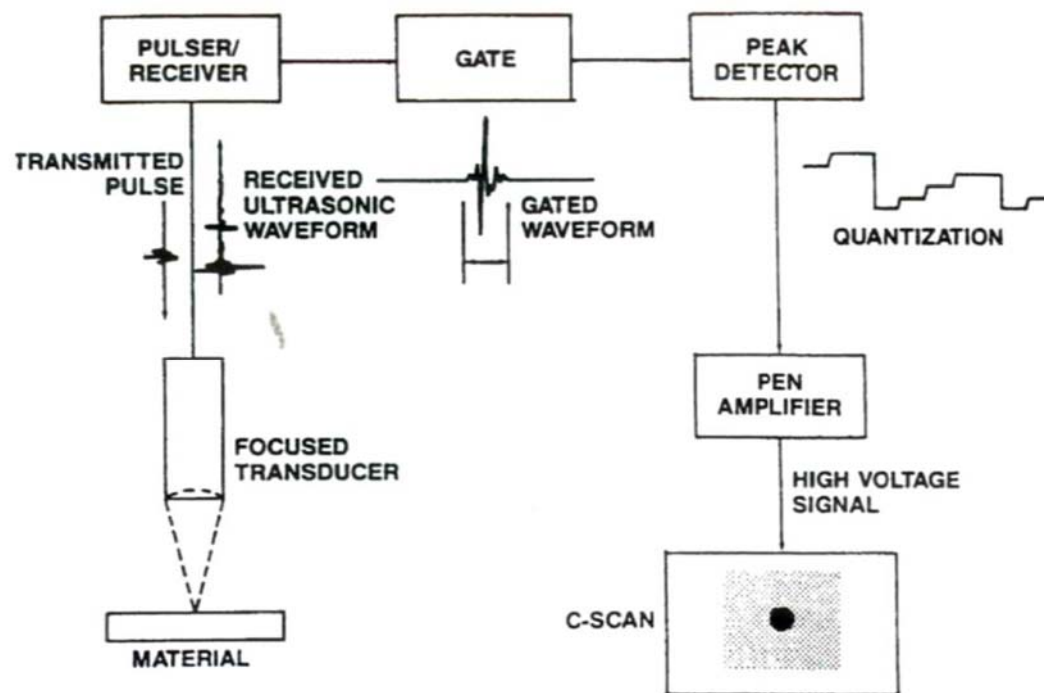 PULSER/
RECEIVER
GATE
PEAK
DETECTOR
TRANSMITTED
PULSE
RECEIVED
ULTRASONIC
WAVEFORM
GATED
WAVEFORM
QUANTIZATION
PEN
AMPLIFIER
FOCUSED
TRANSDUCER
HIGH VOLTAGE
SIGNAL
C-SCAN
MATERIAL